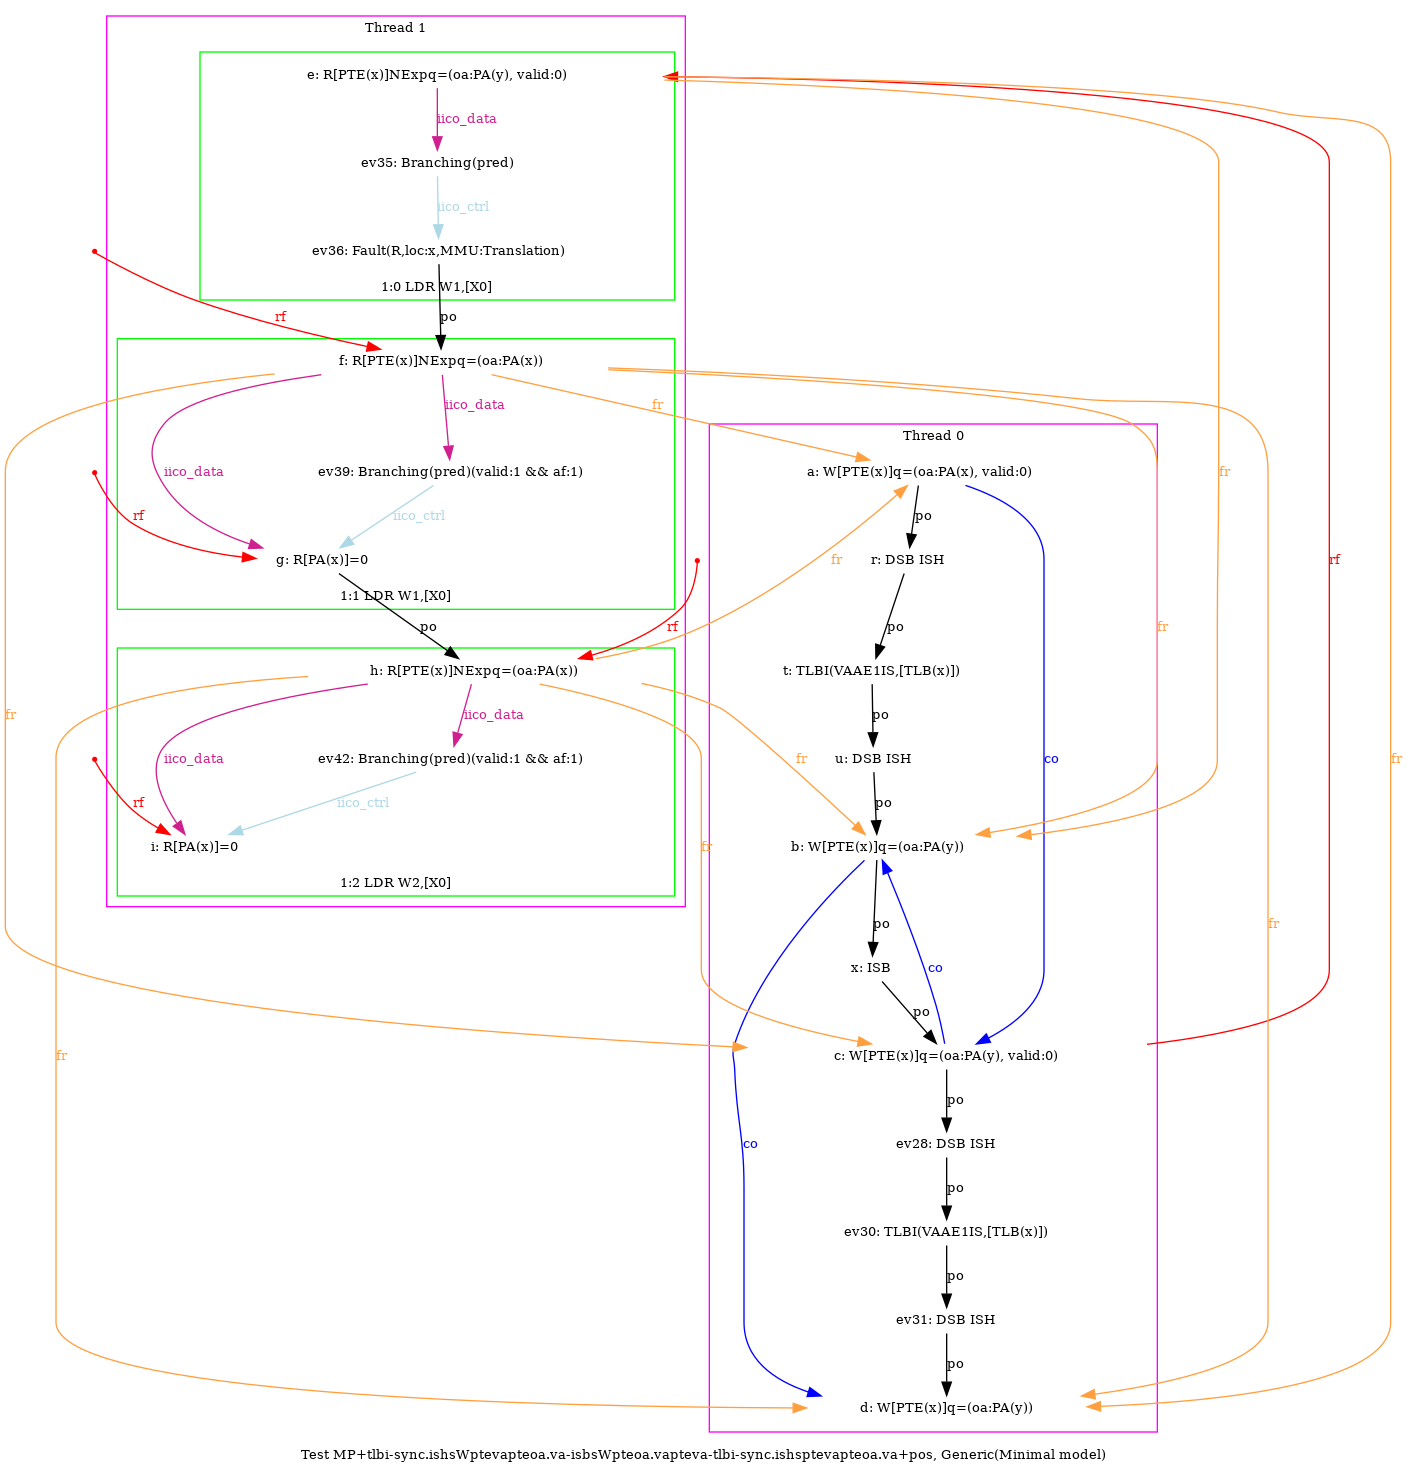 Thread 1
e: R[PTE(x)]NExpq=(oa:PA(y), valid:0)
iico_data
ev35: Branching(pred)
iico_ctrl
ev36: Fault(R,loc:x,MMU:Translation)
1:0 LDR W1,[X0]
rf
po
f: R[PTE(x)]NExpq=(oa:PA(x))
fr
iico_data
iico_data
ev39: Branching(pred)(valid:1 && af:1)
rf
iico_ctrl
g: R[PA(x)]=0
1:1 LDR W1,[X0]
po
rf
h: R[PTE(x)]NExpq=(oa:PA(x))
fr
iico_data
iico_data
ev42: Branching(pred)(valid:1 && af:1)
rf
iico_ctrl
i: R[PA(x)]=0
1:2 LDR W2,[X0]
Thread 0
a: W[PTE(x)]q=(oa:PA(x), valid:0)
fr
po
r: DSB ISH
fr
rf
po
fr
t: TLBI(VAAE1IS,[TLB(x)])
po
u: DSB ISH
fr
co
fr
po
b: W[PTE(x)]q=(oa:PA(y))
fr
po
fr
x: ISB
co
po
c: W[PTE(x)]q=(oa:PA(y), valid:0)
fr
po
ev28: DSB ISH
co
po
ev30: TLBI(VAAE1IS,[TLB(x)])
po
ev31: DSB ISH
po
d: W[PTE(x)]q=(oa:PA(y))
Test MP+tlbi-sync.ishsWptevapteoa.va-isbsWpteoa.vapteva-tlbi-sync.ishsptevapteoa.va+pos, Generic(Minimal model)